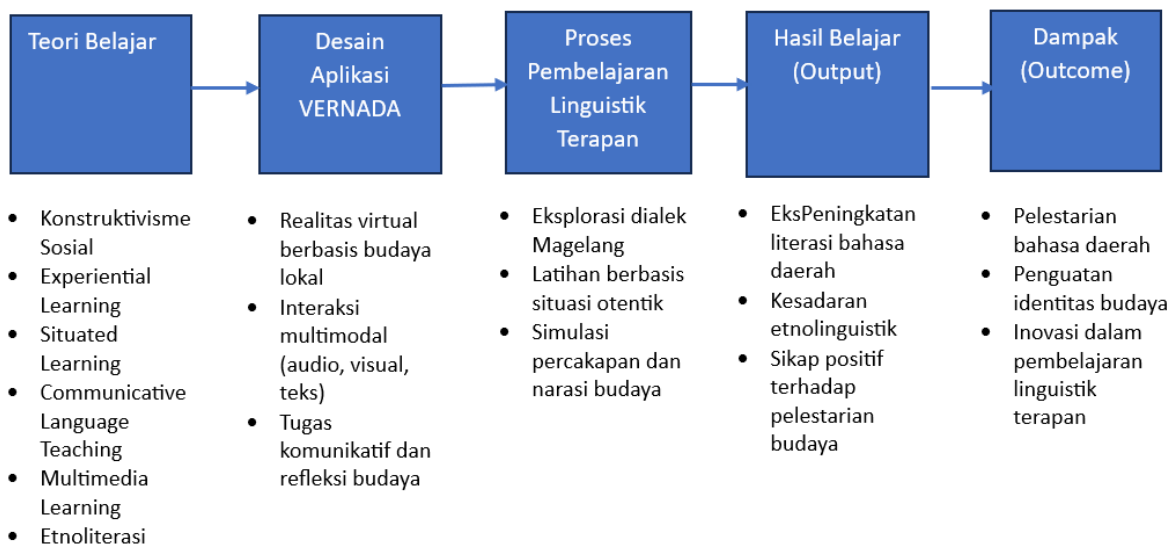 Teori Belajar
Desain
Aplikasi
VERNADA
Proses
Pembelajaran
Linguistik
Terapan
Hasil Belajar
(Output)
Dampak
(Outcome)
• Konstruktivisme
Sosial
• Experiential
Learning
• Situated
Learning
• Communicative
Language
Teaching
• Multimedia
Learning
• Etnoliterasi
• Realitas virtual
berbasis budaya
lokal
• Interaksi
multimodal
(audio, visual,
teks)
• Tugas
komunikatif dan
refleksi budaya
• Eksplorasi dialek
Magelang
• Latihan berbasis
situasi otentik
• Simulasi
percakapan dan
narasi budaya
• EksPeningkatan
literasi bahasa
daerah
• Kesadaran
etnolinguistik
• Sikap positif
terhadap
pelestarian
budaya
• Pelestarian
bahasa daerah
• Penguatan
identitas budaya
• Inovasi dalam
pembelajaran
linguistik
terapan